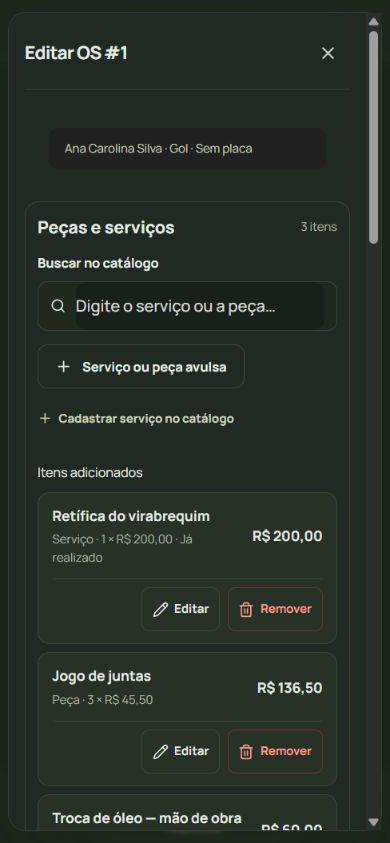 Editar OS #1
Ana Carolina Silva · Gol · Sem placa
Peças e serviços
3 itens
Buscar no catálogo
Digite o serviço ou a peça...
+ Serviço ou peça avulsa
+ Cadastrar serviço no catálogo
Itens adicionados
Retífica do virabrequim
Serviço · 1 × R$ 200,00 · Já
realizado
R$ 200,00
Editar
Remover
Jogo de juntas
Peça · 3 × R$ 45,50
R$ 136,50
Editar
Remover
Troca de óleo — mão de obra
R$ 60,00